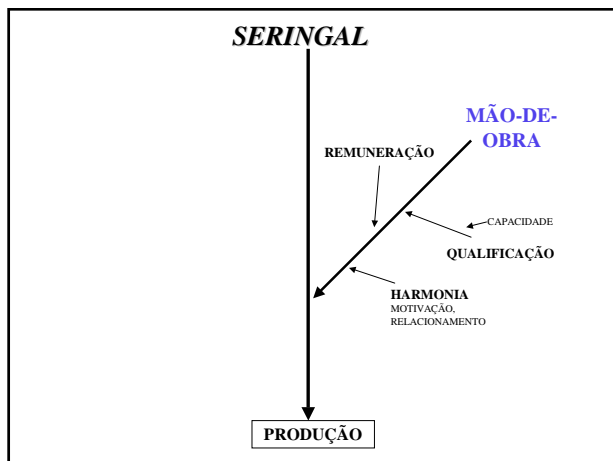 SERINGAL
MÃO-DE-
OBRA
REMUNERAÇÃO
CAPACIDADE
QUALIFICAÇÃO
HARMONIA
MOTIVAÇÃO,
RELACIONAMENTO
PRODUÇÃO